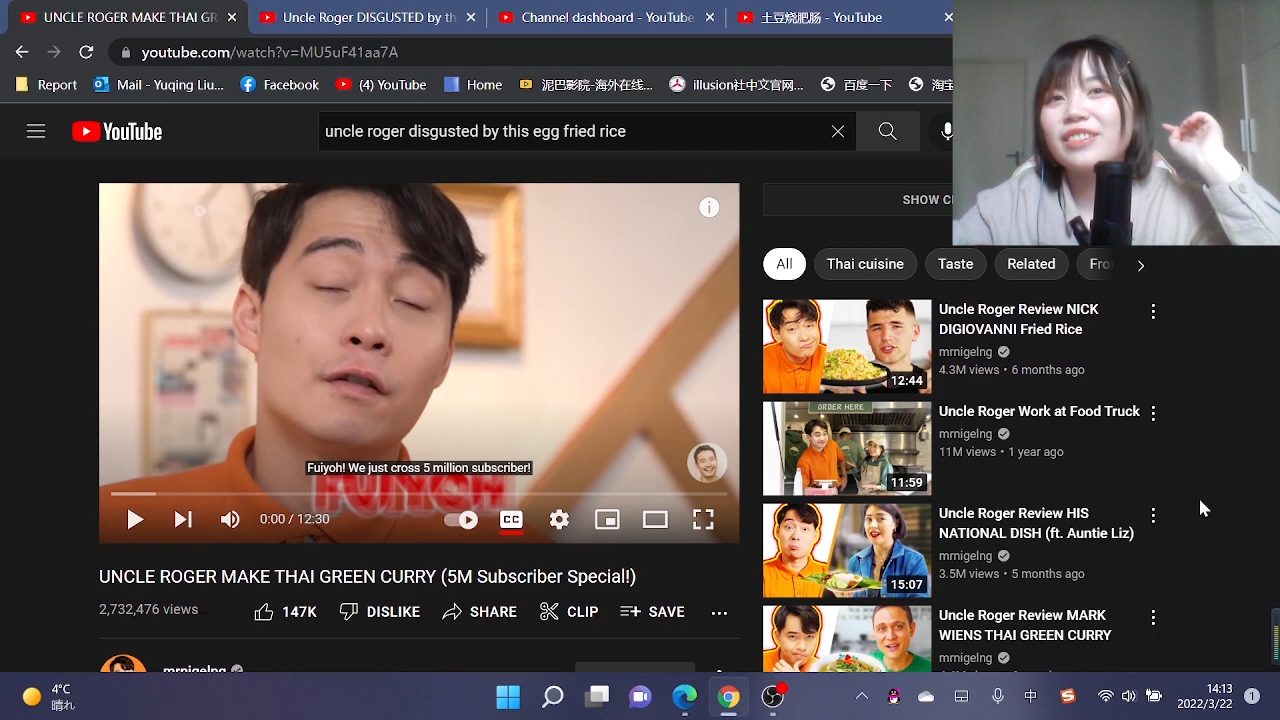 UNCLE ROGER MAKE THAI GR
Uncle Roger DISGUSTED by th
Channel dashboard - YouTube
土豆烧肥肠 - YouTube
youtube.com/watch?v=MU5uF41aa7A
Report
Mail - Yuqing Liu...
Facebook
(4) YouTube
Home
泥巴影院-海外在线...
illusion社中文官网...
百度一下
淘宝
YouTube
uncle roger disgusted by this egg fried rice
SHOW C
All
Thai cuisine
Taste
Related
Fro
Uncle Roger Review NICK
DIGIOVANNI Fried Rice
mrnigelng
4.3M views • 6 months ago
12:44
ORDER HERE
Uncle Roger Work at Food Truck
mrnigelng
11M views • 1 year ago
11:59
Uncle Roger Review HIS
NATIONAL DISH (ft. Auntie Liz)
mrnigelng
3.5M views • 5 months ago
15:07
Uncle Roger Review MARK
WIENS THAI GREEN CURRY
mrnigelng
Fuiyoh! We just cross 5 million subscriber!
FUIYOH
0:00 / 12:30
CC
UNCLE ROGER MAKE THAI GREEN CURRY (5M Subscriber Special!)
2,732,476 views
147K
DISLIKE
SHARE
CLIP
SAVE
mrnigelng
4°C
晴れ
中
14:13
2022/3/22
1